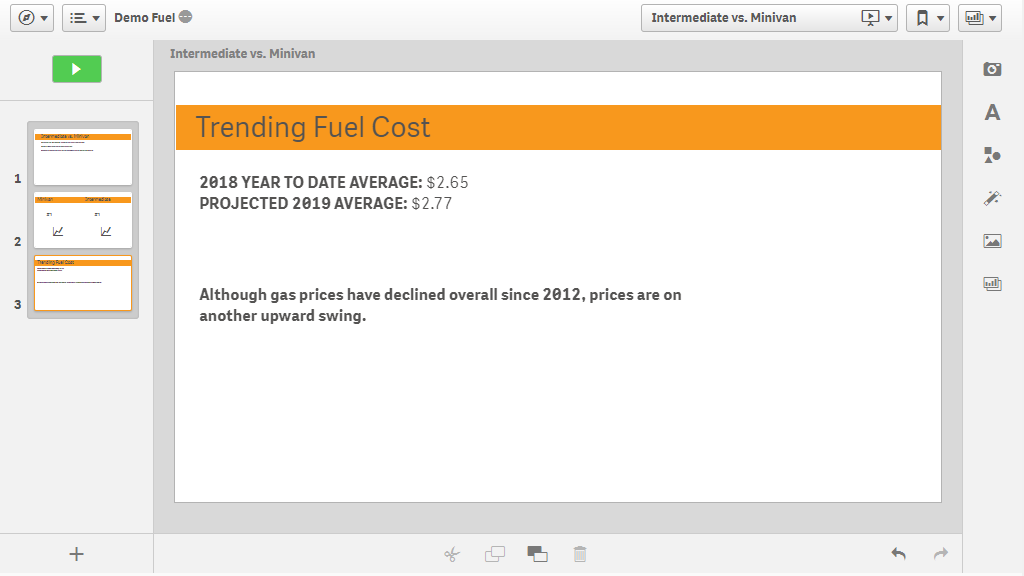 Demo Fuel
Intermediate vs. Minivan
Intermediate vs. Minivan
1
Intermediate vs. Minivan
2
Minivan Intermediate
3
Trending Fuel Cost
Trending Fuel Cost
2018 YEAR TO DATE AVERAGE: $2.65
PROJECTED 2019 AVERAGE: $2.77
Although gas prices have declined overall since 2012, prices are on
another upward swing.